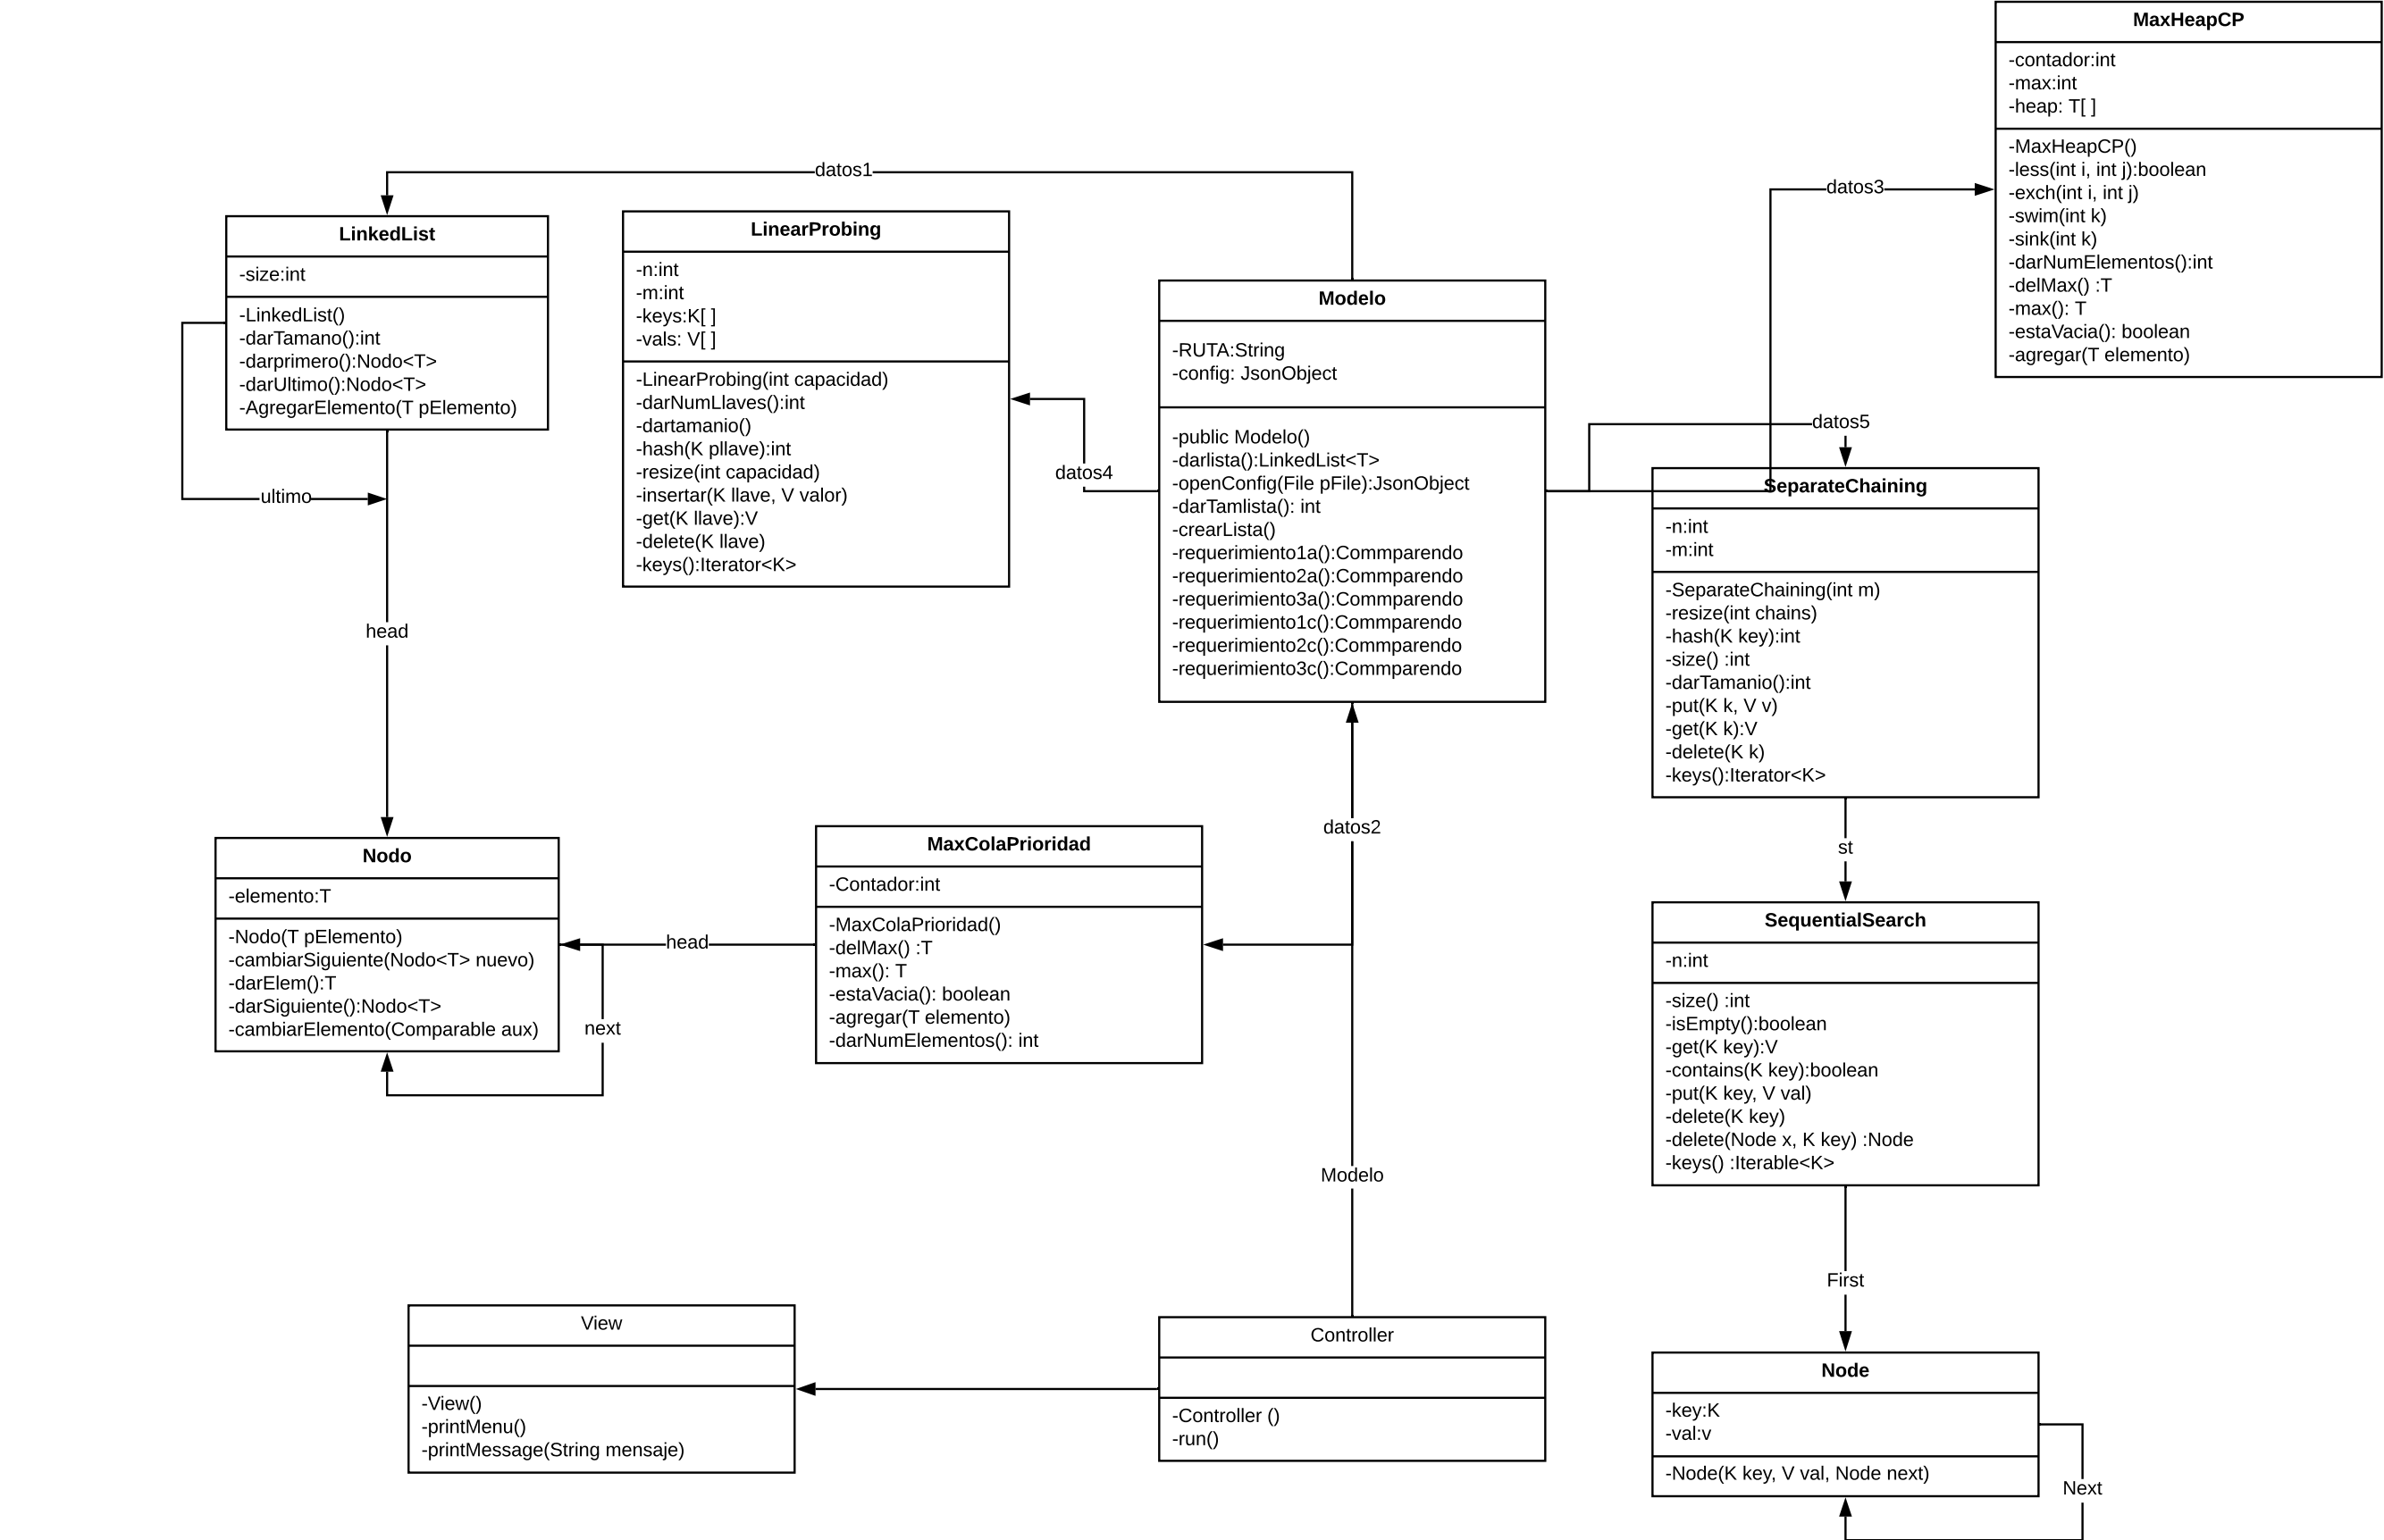 MaxHeapCP
-contador:int
-max:int
-heap: T[ ]
-MaxHeapCP()
-less(int i, int j):boolean
-exch(int i, int j)
-swim(int k)
-sink(int k)
-darNumElementos():int
-delMax() :T
-max(): T
-estaVacia(): boolean
-agregar(T elemento)
datos1
datos3
LinkedList
-size:int
-LinkedList()
-darTamano():int
-darprimero():Nodo<T>
-darUltimo():Nodo<T>
-AgregarElemento(T pElemento)
LinearProbing
-n:int
-m:int
-keys:K[ ]
-vals: V[ ]
-LinearProbing(int capacidad)
-darNumLlaves():int
-dartamanio()
-hash(K pllave):int
-resize(int capacidad)
-insertar(K llave, V valor)
-get(K llave):V
-delete(K llave)
-keys():Iterator<K>
Modelo
-RUTA:String
-config: JsonObject
-public Modelo()
-darlista():LinkedList<T>
-openConfig(File pFile):JsonObject
-darTamlista(): int
-crearLista()
-requerimiento1a():Commparendo
-requerimiento2a():Commparendo
-requerimiento3a():Commparendo
-requerimiento1c():Commparendo
-requerimiento2c():Commparendo
-requerimiento3c():Commparendo
datos5
datos4
ultimo
SeparateChaining
-n:int
-m:int
-SeparateChaining(int m)
-resize(int chains)
-hash(K key):int
-size() :int
-darTamanio():int
-put(K k, V v)
-get(K k):V
-delete(K k)
-keys():Iterator<K>
head
datos2
st
Nodo
-elemento:T
-Nodo(T pElemento)
-cambiarSiguiente(Nodo<T> nuevo)
-darElem():T
-darSiguiente():Nodo<T>
-cambiarElemento(Comparable aux)
head
next
MaxColaPrioridad
-Contador:int
-MaxColaPrioridad()
-delMax() :T
-max(): T
-estaVacia(): boolean
-agregar(T elemento)
-darNumElementos(): int
SequentialSearch
-n:int
-size() :int
-isEmpty():boolean
-get(K key):V
-contains(K key):boolean
-put(K key, V val)
-delete(K key)
-delete(Node x, K key) :Node
-keys() :Iterable<K>
Modelo
First
View
-View()
-printMenu()
-printMessage(String mensaje)
Controller
-Controller ()
-run()
Node
-key:K
-val:v
-Node(K key, V val, Node next)
Next